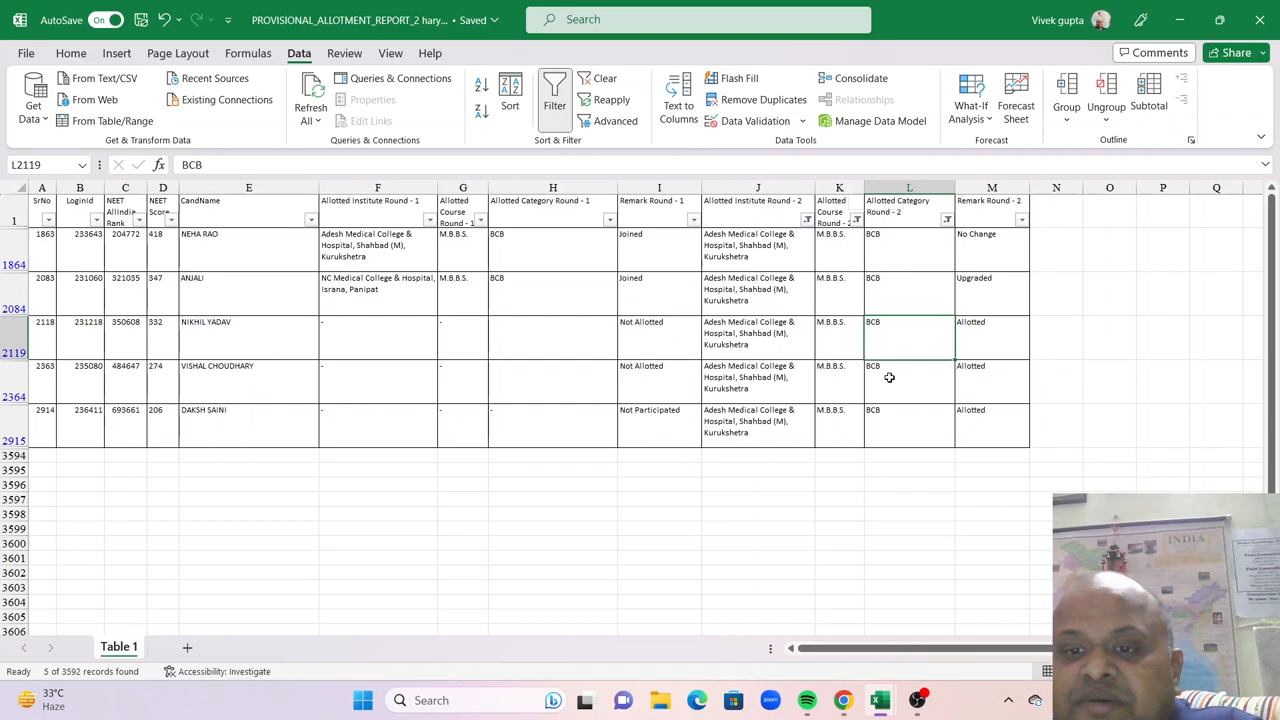 AutoSave On PROVISIONAL_ALLOTMENT_REPORT_2 hary... • Saved Search Vivek gupta
File Home Insert Page Layout Formulas Data Review View Help Comments Share
Get Data From Text/CSV From Web From Table/Range Recent Sources Existing Connections
Refresh All Queries & Connections Properties Edit Links
Sort Filter Clear Reapply Advanced
Text to Columns Flash Fill Remove Duplicates Data Validation Consolidate Relationships Manage Data Model
What-If Analysis Forecast Sheet Group Ungroup Subtotal
Get & Transform Data Queries & Connections Sort & Filter Data Tools Forecast Outline
L2119 fx BCB
A B C D E F G H I J K L M N O P Q
1 SrNo LoginId NEET AllIndia Rank NEET Score CandName Allotted Institute Round - 1 Allotted Course Round - 1 Allotted Category Round - 1 Remark Round - 1 Allotted Institute Round - 2 Allotted Course Round - 2 Allotted Category Round - 2 Remark Round - 2
1864 1863 233643 204772 418 NEHA RAO Adesh Medical College & Hospital, Shahbad (M), Kurukshetra M.B.B.S. BCB Joined Adesh Medical College & Hospital, Shahbad (M), Kurukshetra M.B.B.S. BCB No Change
2084 2083 231060 321035 347 ANJALI NC Medical College & Hospital, Israna, Panipat M.B.B.S. BCB Joined Adesh Medical College & Hospital, Shahbad (M), Kurukshetra M.B.B.S. BCB Upgraded
2119 2118 231218 350608 332 NIKHIL YADAV - - Not Allotted Adesh Medical College & Hospital, Shahbad (M), Kurukshetra M.B.B.S. BCB Allotted
2364 2363 235080 484647 274 VISHAL CHOUDHARY - - Not Allotted Adesh Medical College & Hospital, Shahbad (M), Kurukshetra M.B.B.S. BCB Allotted
2915 2914 236411 693661 206 DAKSH SAINI - - - Not Participated Adesh Medical College & Hospital, Shahbad (M), Kurukshetra M.B.B.S. BCB Allotted
3594
3595
3596
3597
3598
3599
3600
3601
3602
3603
3604
3605
3606
INDIA
Table 1
Ready 5 of 3592 records found Accessibility: Investigate
33°C
Haze
Search
zoom